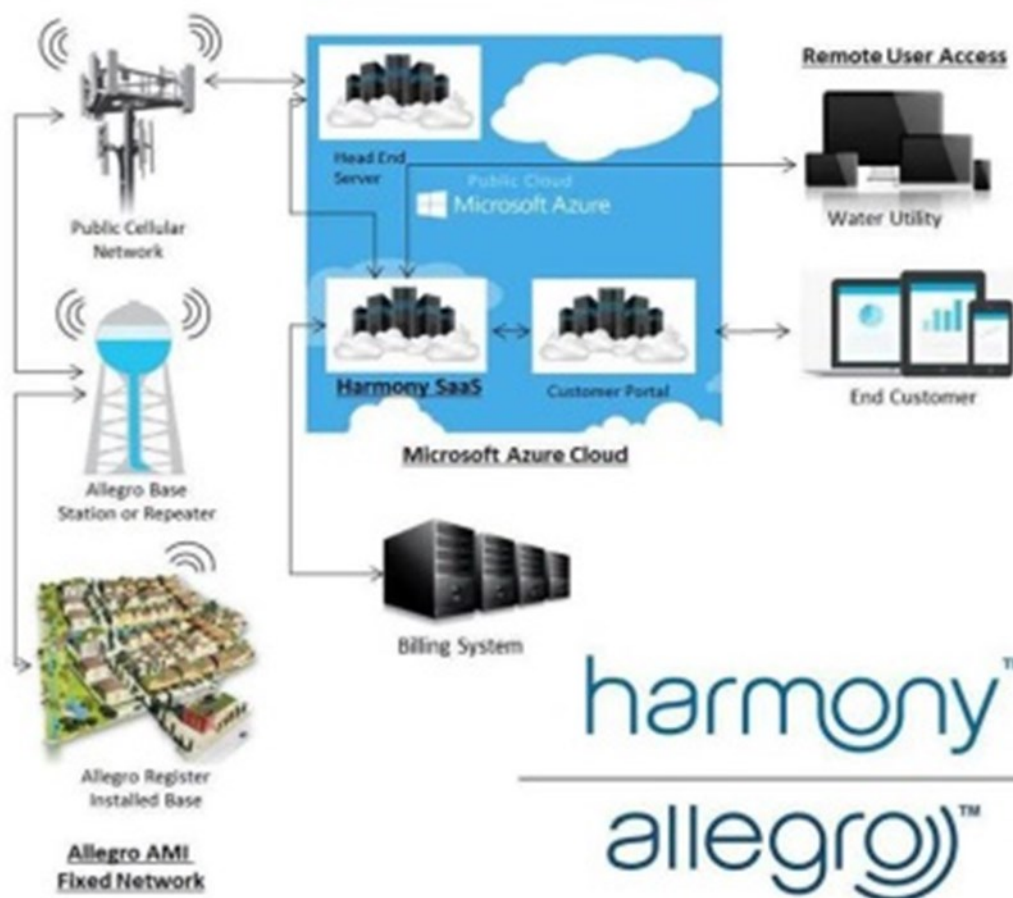 Public Cellular
Network
Allegro Base
Station or Repeater
Allegro Register
Installed Base
Allegro AMI
Fixed Network
Head End
Server
Public Cloud
Microsoft Azure
Harmony SaaS
Customer Portal
Microsoft Azure Cloud
Billing System
Remote User Access
Water Utility
End Customer
harmony
allegro™